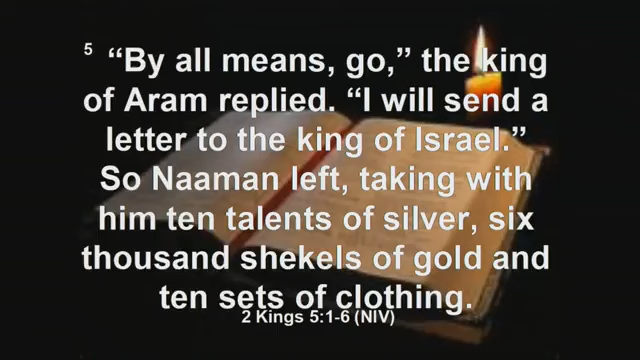 5 “By all means, go,” the king
of Aram replied. “I will send a
letter to the king of Israel.”
So Naaman left, taking with
him ten talents of silver, six
thousand shekels of gold and
ten sets of clothing.
2 Kings 5:1-6 (NIV)